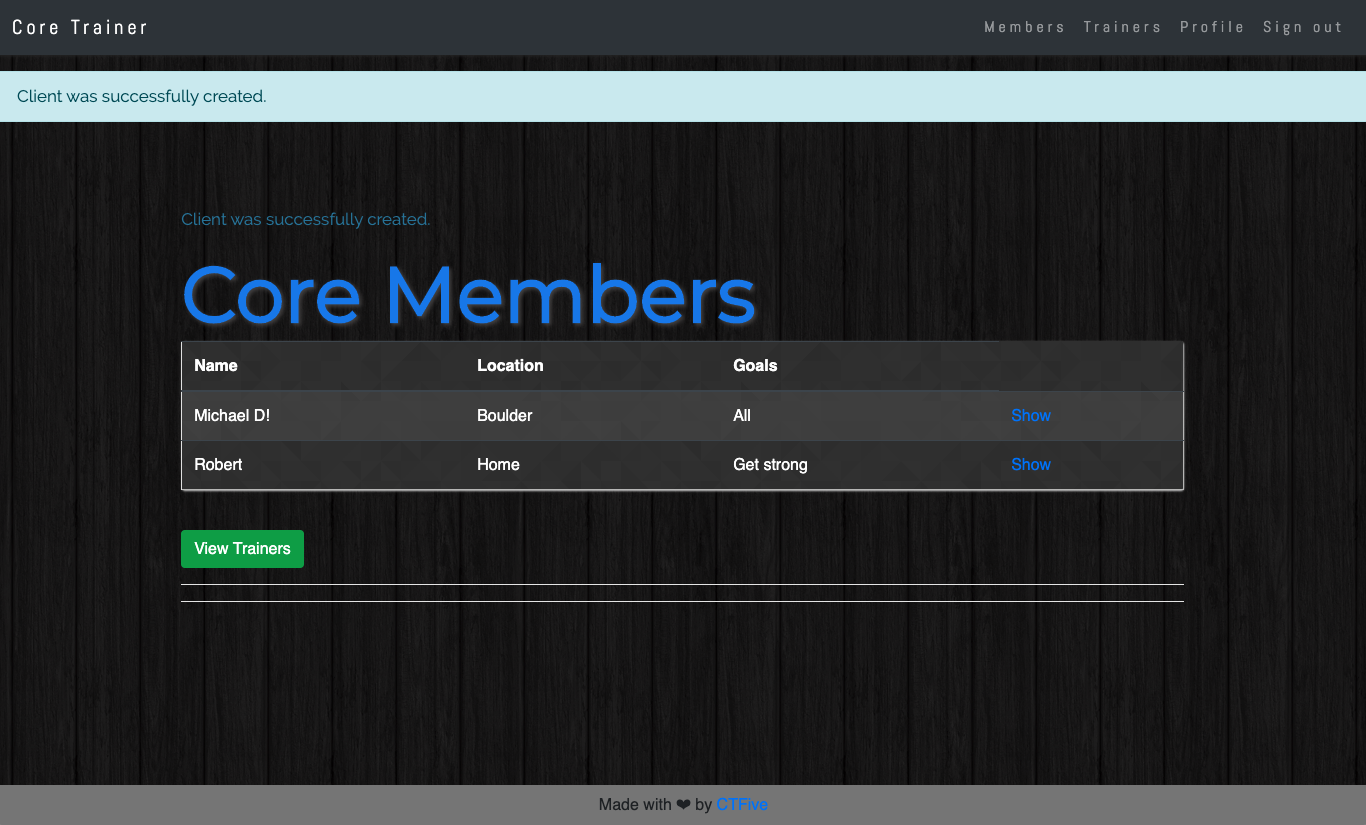 Core Trainer Members Trainers Profile Sign out
Client was successfully created.
Client was successfully created.
Core Members
Name Location Goals
Michael D! Boulder All Show
Robert Home Get strong Show
View Trainers
Made with ❤ by CTFive